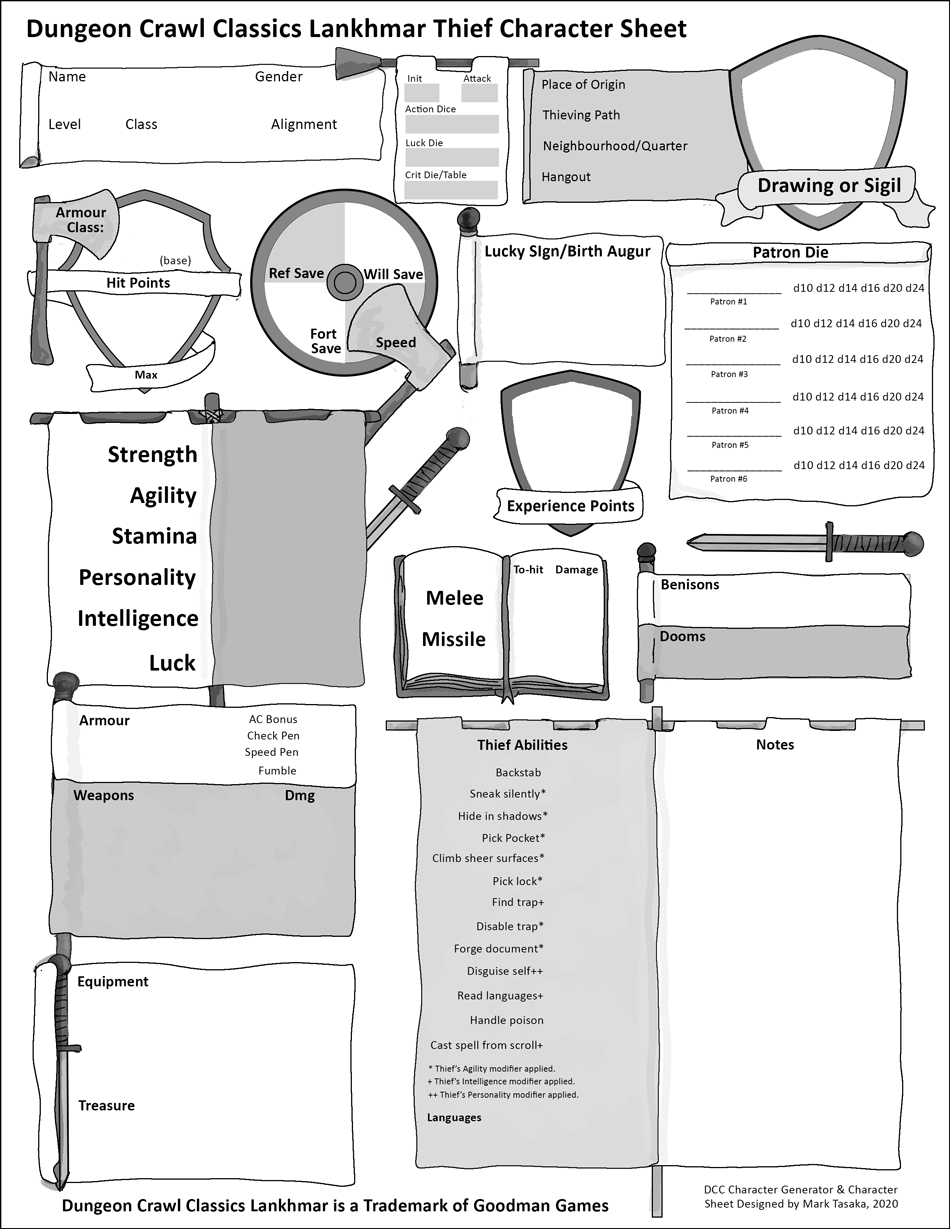 Dungeon Crawl Classics Lankhmar Thief Character Sheet
Name Gender
Level Class Alignment
Init Attack
Action Dice
Luck Die
Crit Die/Table
Place of Origin
Thieving Path
Neighbourhood/Quarter
Hangout
Drawing or Sigil
Armour
Class:
(base)
Hit Points
Max
Ref Save Will Save
Fort
Save
Speed
Lucky SIgn/Birth Augur
Patron Die
____________ d10 d12 d14 d16 d20 d24
Patron #1
____________ d10 d12 d14 d16 d20 d24
Patron #2
____________ d10 d12 d14 d16 d20 d24
Patron #3
____________ d10 d12 d14 d16 d20 d24
Patron #4
____________ d10 d12 d14 d16 d20 d24
Patron #5
____________ d10 d12 d14 d16 d20 d24
Patron #6
Experience Points
Strength
Agility
Stamina
Personality
Intelligence
Luck
To-hit Damage
Melee
Missile
Benisons
Dooms
Armour
AC Bonus
Check Pen
Speed Pen
Fumble
Weapons Dmg
Equipment
Treasure
Thief Abilities
Backstab
Sneak silently*
Hide in shadows*
Pick Pocket*
Climb sheer surfaces*
Pick lock*
Find trap+
Disable trap*
Forge document*
Disguise self++
Read languages+
Handle poison
Cast spell from scroll+
* Thief's Agility modifier applied.
+ Thief's Intelligence modifier applied.
++ Thief's Personality modifier applied.
Languages
Notes
Dungeon Crawl Classics Lankhmar is a Trademark of Goodman Games
DCC Character Generator & Character
Sheet Designed by Mark Tasaka, 2020